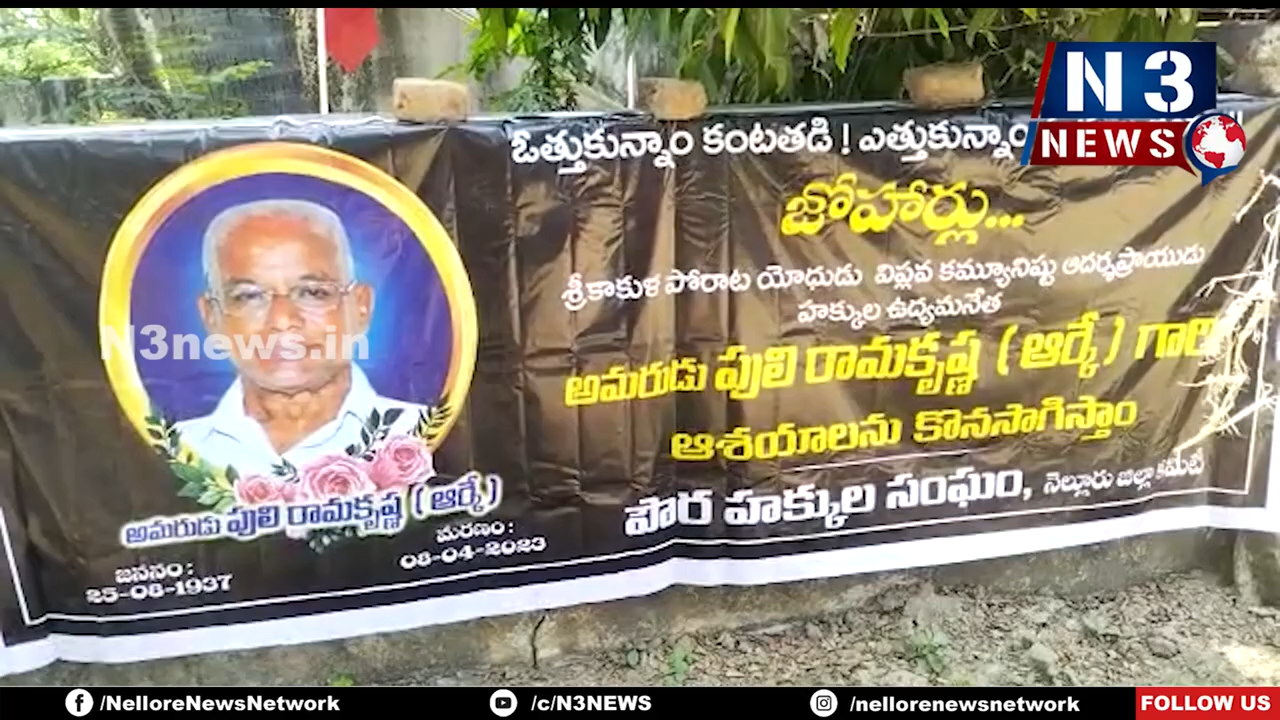 ఓత్తుకున్నాం కంటతడి ! ఎత్తుకున్నాం
జోహార్లు...
శ్రీకాకుళ పోరాట యోధుడు విప్లవ కమ్యూనిష్టు ఆదర్శప్రాయుడు
హక్కుల ఉద్యమనేత
అమరుడు పులి రామకృష్ణ ( ఆర్కే )
ఆశయాలను కొనసాగిస్తాం
పౌర హక్కుల సంఘం, నెల్లూరు జిల్లా కమిటీ
అమరుడు పులి రామకృష్ణ ( ఆర్కే )
జననం :
25-08-1937
మరణం :
08-04-2023
N3
NEWS
N3news.in
/NelloreNewsNetwork
/c/N3NEWS
/nellorenewsnetwork
FOLLOW US